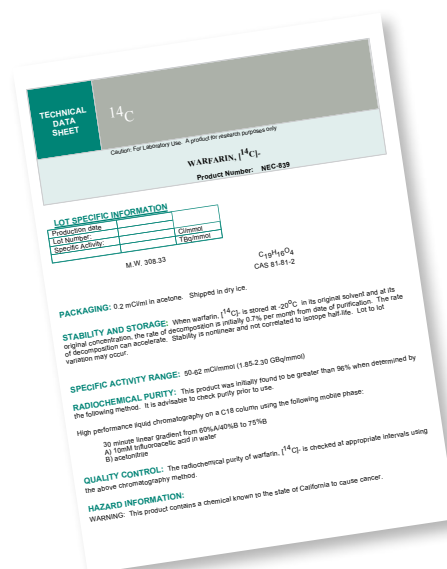 TECHNICAL
DATA
SHEET
14C
Caution: For Laboratory Use. A product for research purposes only
WARFARIN, [14C]-
Product Number: NEC-839
LOT SPECIFIC INFORMATION
Production date
Lot Number:
Specific Activity: Ci/mmol
TBq/mmol
M.W. 308.33 C19H16O4
CAS 81-81-2
PACKAGING: 0.2 mCi/ml in acetone. Shipped in dry ice.
STABILITY AND STORAGE: When warfarin, [14C]- is stored at -20°C in its original solvent and at its
original concentration, the rate of decomposition is initially 0.7% per month from date of purification. The rate
of decomposition can accelerate. Stability is nonlinear and not correlated to isotope half-life. Lot to lot
variation may occur.
SPECIFIC ACTIVITY RANGE: 50-62 mCi/mmol (1.85-2.30 GBq/mmol)
RADIOCHEMICAL PURITY: This product was initially found to be greater than 96% when determined by
the following method. It is advisable to check purity prior to use.
High performance liquid chromatography on a C18 column using the following mobile phase:
30 minute linear gradient from 60%A/40%B to 75%B
A) 10mM trifluoroacetic acid in water
B) acetonitrile
QUALITY CONTROL: The radiochemical purity of warfarin, [14C]- is checked at appropriate intervals using
the above chromatography method.
HAZARD INFORMATION:
WARNING: This product contains a chemical known to the state of California to cause cancer.